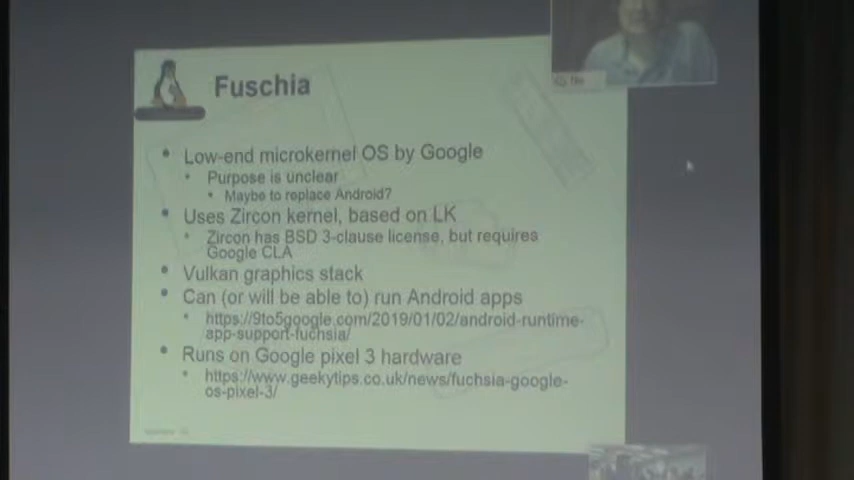 Fuschia
• Low-end microkernel OS by Google
• Purpose is unclear
• Maybe to replace Android?
• Uses Zircon kernel, based on LK
• Zircon has BSD 3-clause license, but requires
Google CLA
• Vulkan graphics stack
• Can (or will be able to) run Android apps
• https://9to5google.com/2019/01/02/android-runtime-
app-support-fuchsia/
• Runs on Google pixel 3 hardware
• https://www.geekytips.co.uk/news/fuchsia-google-
os-pixel-3/